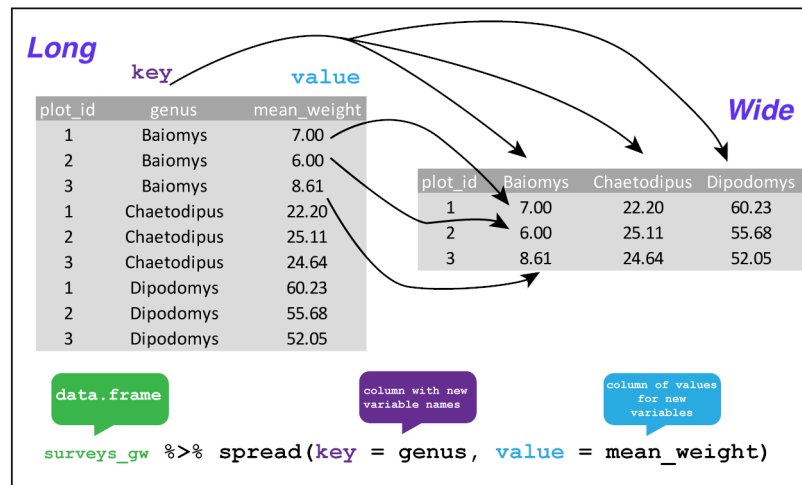 Long
key
value
plot_id genus mean_weight
1 Baiomys 7.00
2 Baiomys 6.00
3 Baiomys 8.61
1 Chaetodipus 22.20
2 Chaetodipus 25.11
3 Chaetodipus 24.64
1 Dipodomys 60.23
2 Dipodomys 55.68
3 Dipodomys 52.05
Wide
plot_id Baiomys Chaetodipus Dipodomys
1 7.00 22.20 60.23
2 6.00 25.11 55.68
3 8.61 24.64 52.05
data.frame
column with new
variable names
column of values
for new
variables
surveys_gw %>% spread(key = genus, value = mean_weight)